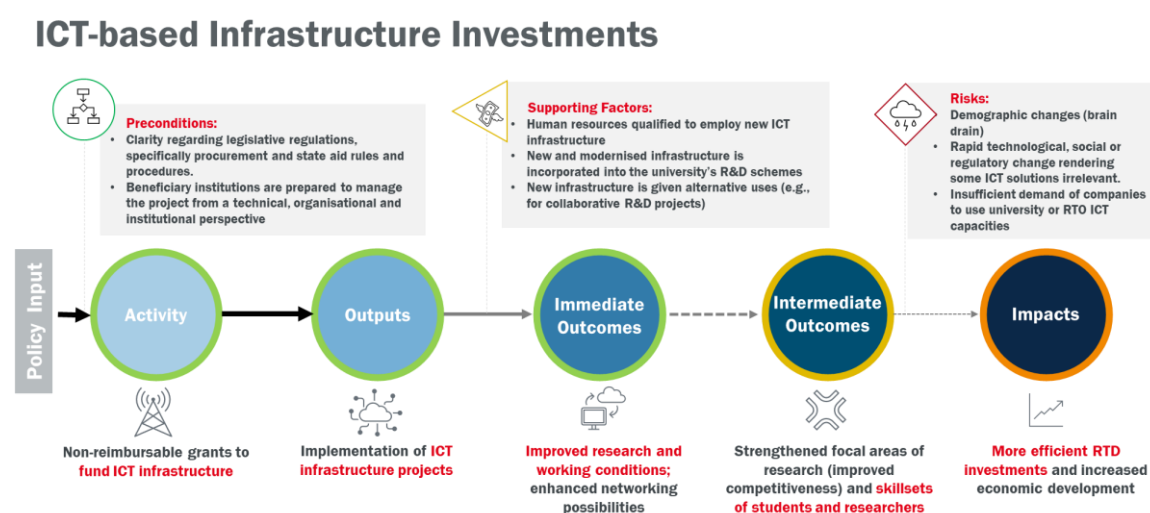 ICT-based Infrastructure Investments
Preconditions:
• Clarity regarding legislative regulations,
specifically procurement and state aid rules and
procedures.
• Beneficiary institutions are prepared to manage
the project from a technical, organisational and
institutional perspective
Supporting Factors:
• Human resources qualified to employ new ICT
infrastructure
• New and modernised infrastructure is
incorporated into the university's R&D schemes
• New infrastructure is given alternative uses (e.g.,
for collaborative R&D projects)
Risks:
Demographic changes (brain
drain)
• Rapid technological, social or
regulatory change rendering
some ICT solutions irrelevant.
• Insufficient demand of companies
to use university or RTO ICT
capacities
Policy Input
Activity
Outputs
Immediate
Outcomes
Intermediate
Outcomes
Impacts
Non-reimbursable grants to
fund ICT infrastructure
Implementation of ICT
infrastructure projects
Improved research and
working conditions;
enhanced networking
possibilities
Strengthened focal areas of
research (improved
competitiveness) and skillsets
of students and researchers
More efficient RTD
investments and increased
economic development